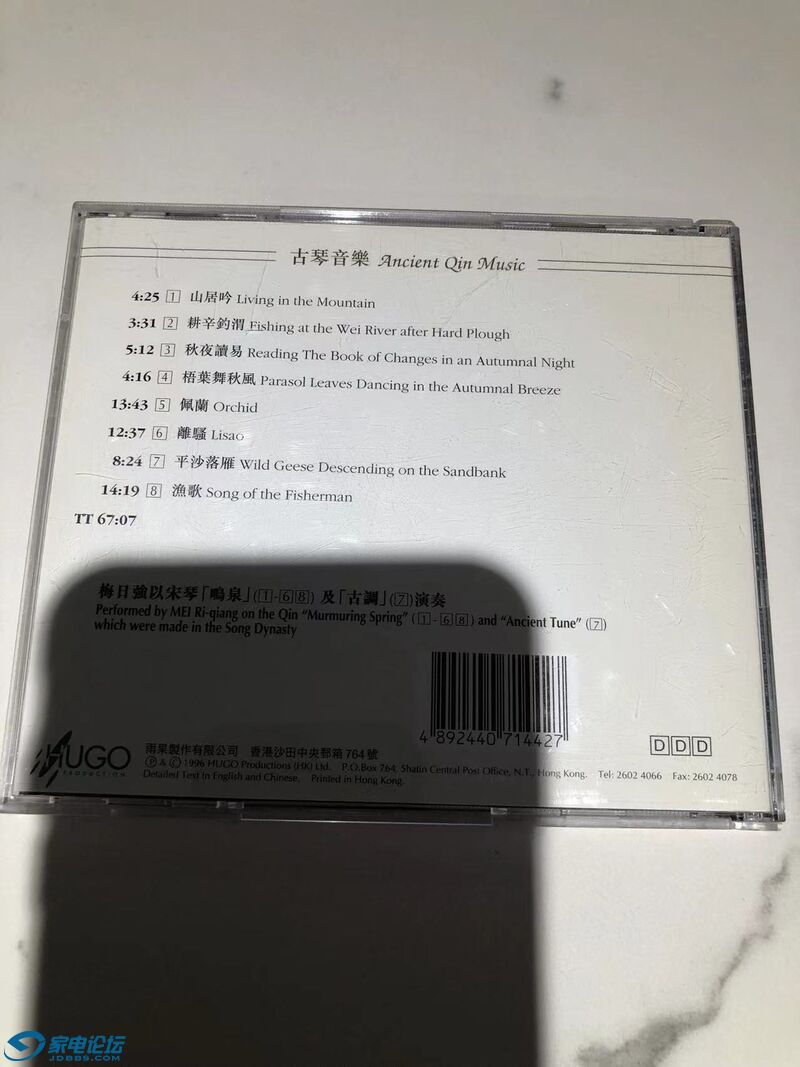 古琴音樂 Ancient Qin Music
4:25 1 山居吟 Living in the Mountain
3:31 2 耕辛釣渭 Fishing at the Wei River after Hard Plough
5:12 3 秋夜讀易 Reading The Book of Changes in an Autumnal Night
4:16 4 梧葉舞秋風 Parasol Leaves Dancing in the Autumnal Breeze
13:43 5 佩蘭 Orchid
12:37 6 離騷 Lisao
8:24 7 平沙落雁 Wild Geese Descending on the Sandbank
14:19 8 漁歌 Song of the Fisherman
TT 67:07
梅日強以宋琴「鳴泉」(1-6 8) 及「古調」(7)演奏
Performed by MEI Ri-qiang on the Qin "Murmuring Spring" (1-6 8) and "Ancient Tune" (7)
which were made in the Song Dynasty
4 892440 714427
DDD
HUGO
PRODUCTION
雨果製作有限公司 香港沙田中央郵箱764號
Ⓟ & © 1996 HUGO Productions (HK) Ltd. P.O.Box 764, Shatin Central Post Office, N.T., Hong Kong. Tel: 2602 4066 Fax: 2602 4078
Detailed Text in English and Chinese. Printed in Hong Kong.
家电论坛
JDBBS.COM